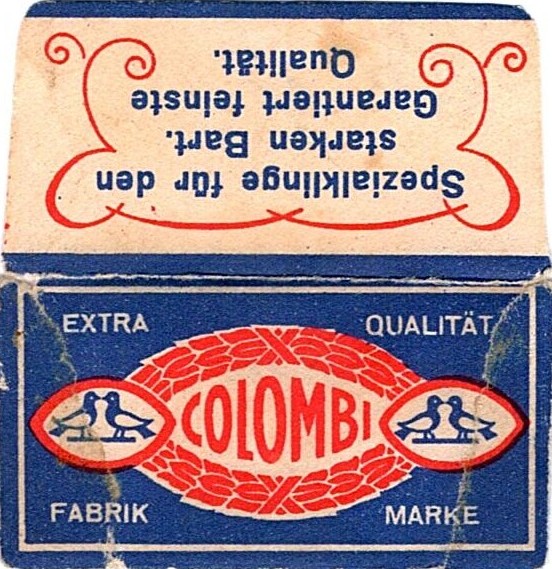 Spezialklinge für den
starken Bart.
Garantiert feinste
Qualität.
EXTRA QUALITÄT
COLOMBI
FABRIK MARKE